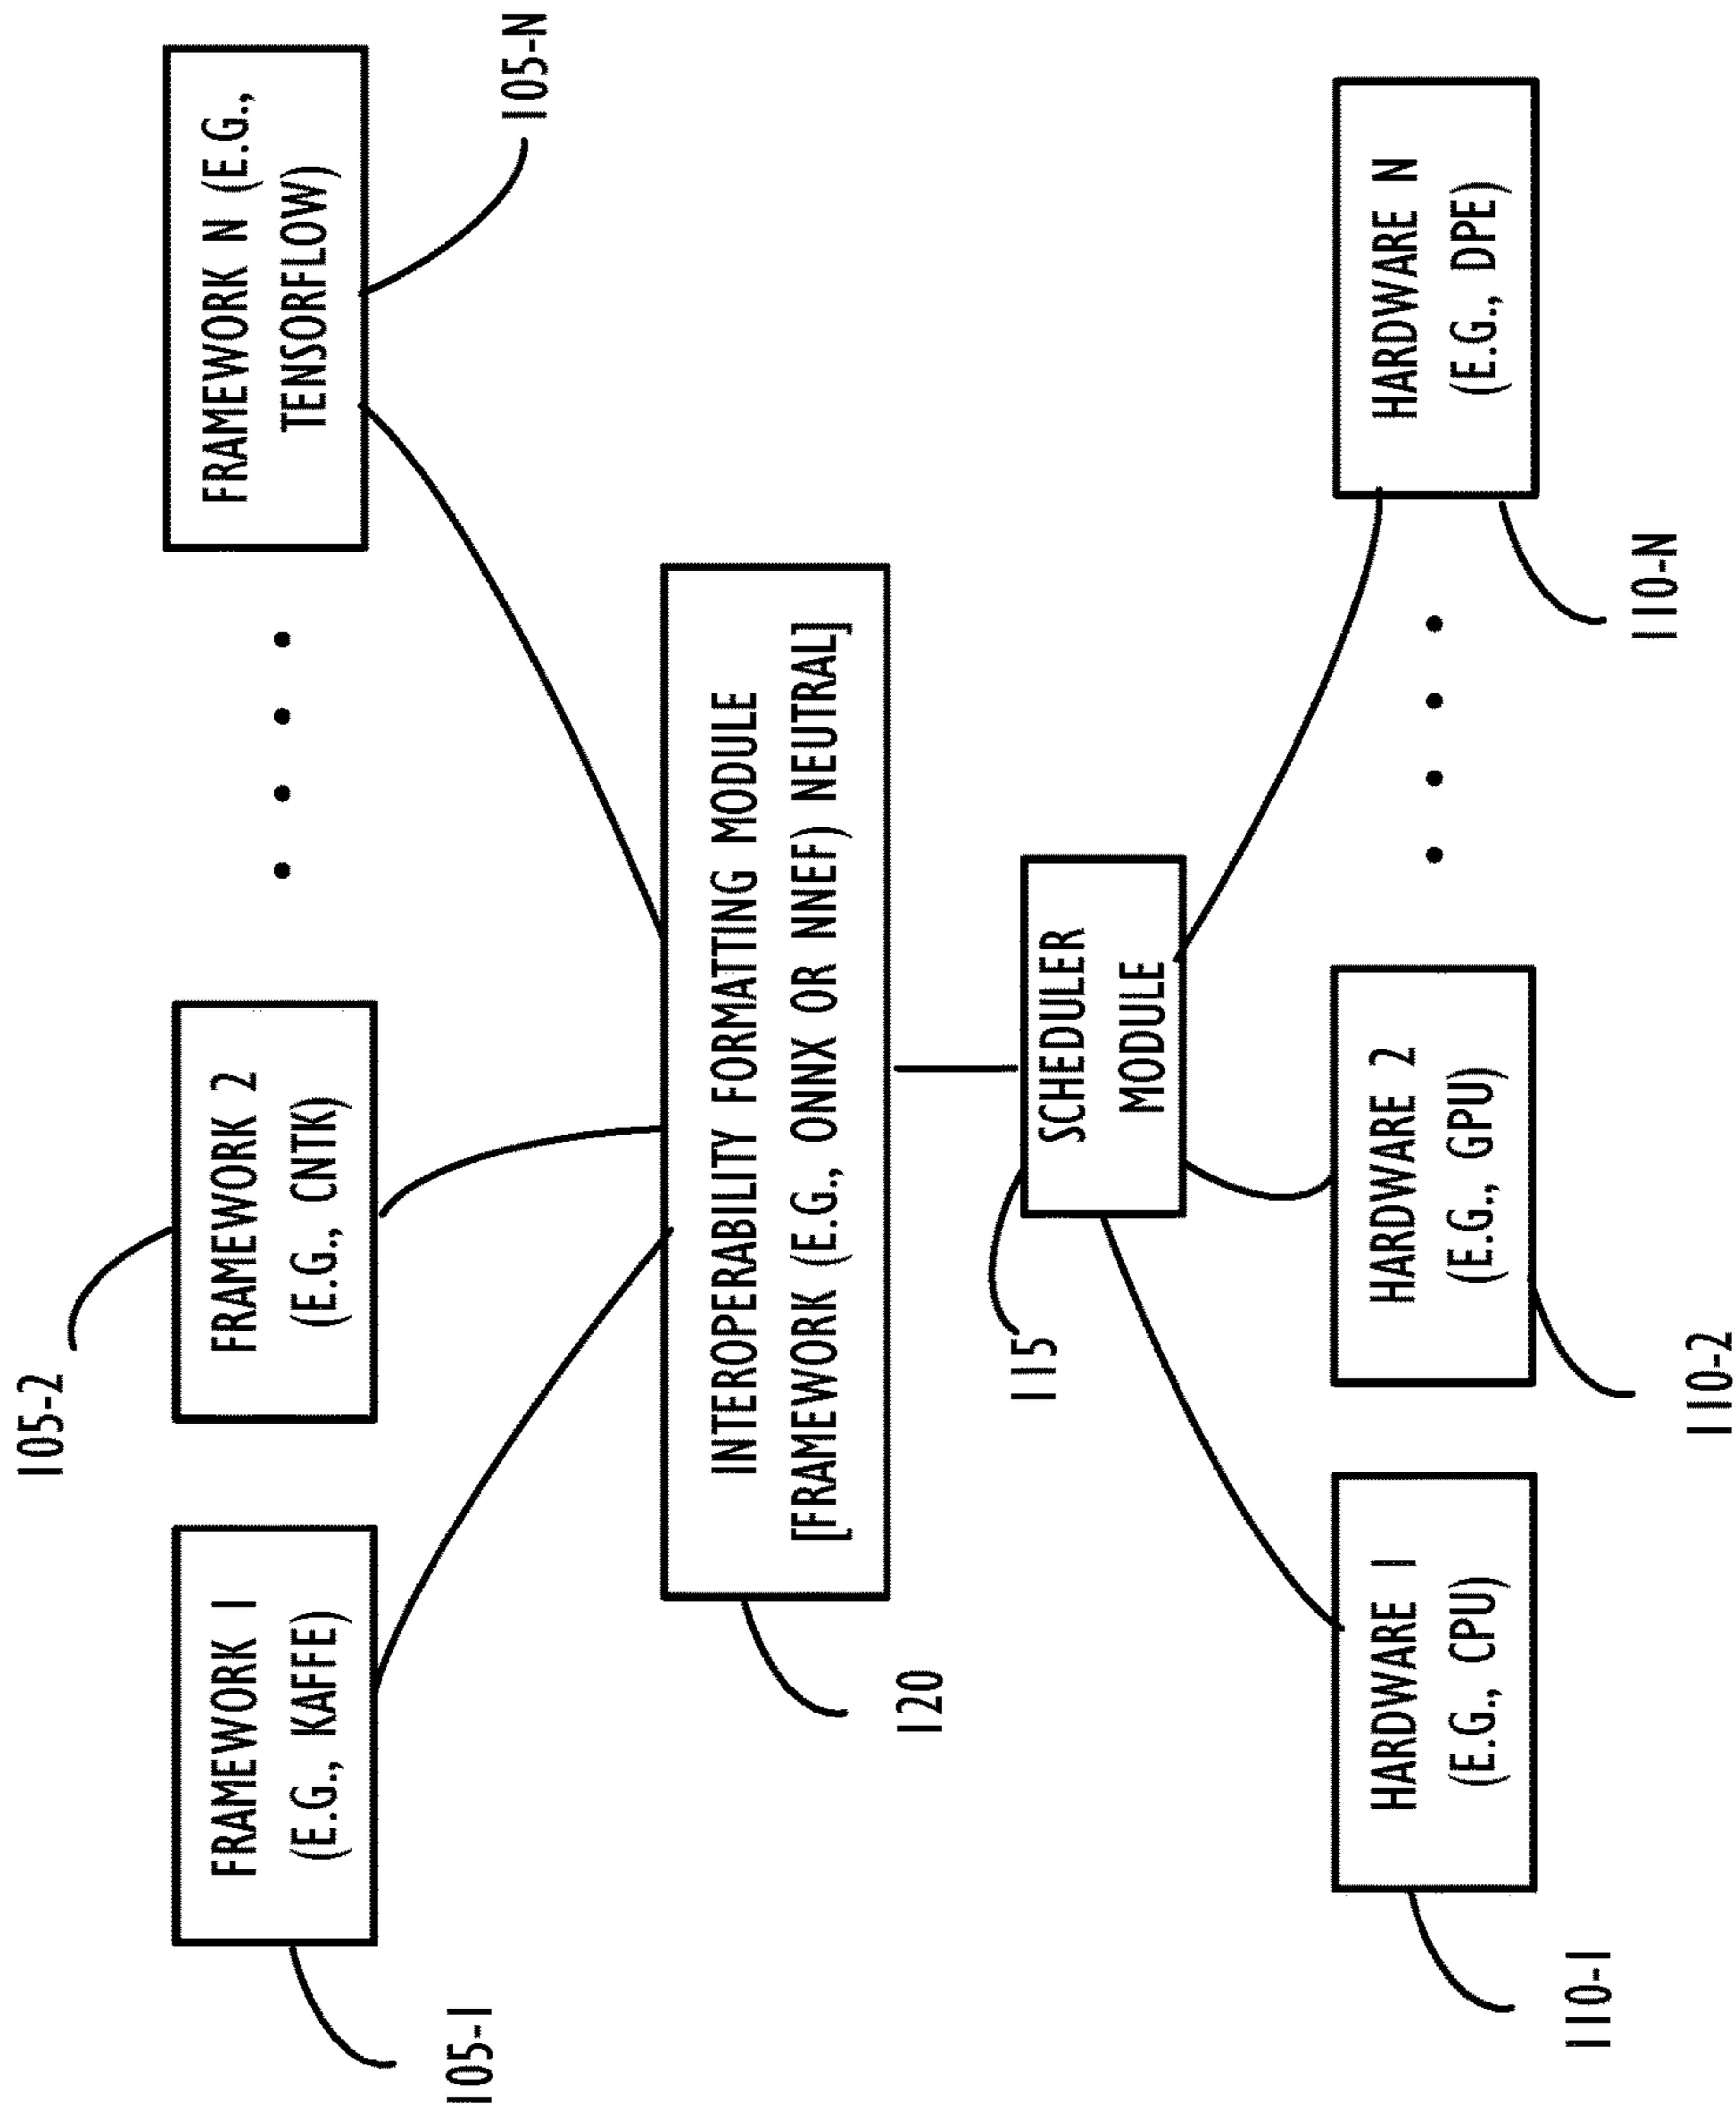 105-2
FRAMEWORK 1
(E.G., KAFFE)
105-1
FRAMEWORK 2
(E.G., CNTK)
FRAMEWORK N (E.G.,
TENSORFLOW)
105-N
INTEROPERABILITY FORMATTING MODULE
[FRAMEWORK (E.G., ONNX OR NNEF) NEUTRAL]
120
SCHEDULER
MODULE
115
HARDWARE 1
(E.G., CPU)
110-1
HARDWARE 2
(E.G., GPU)
110-2
HARDWARE N
(E.G., DPE)
110-N